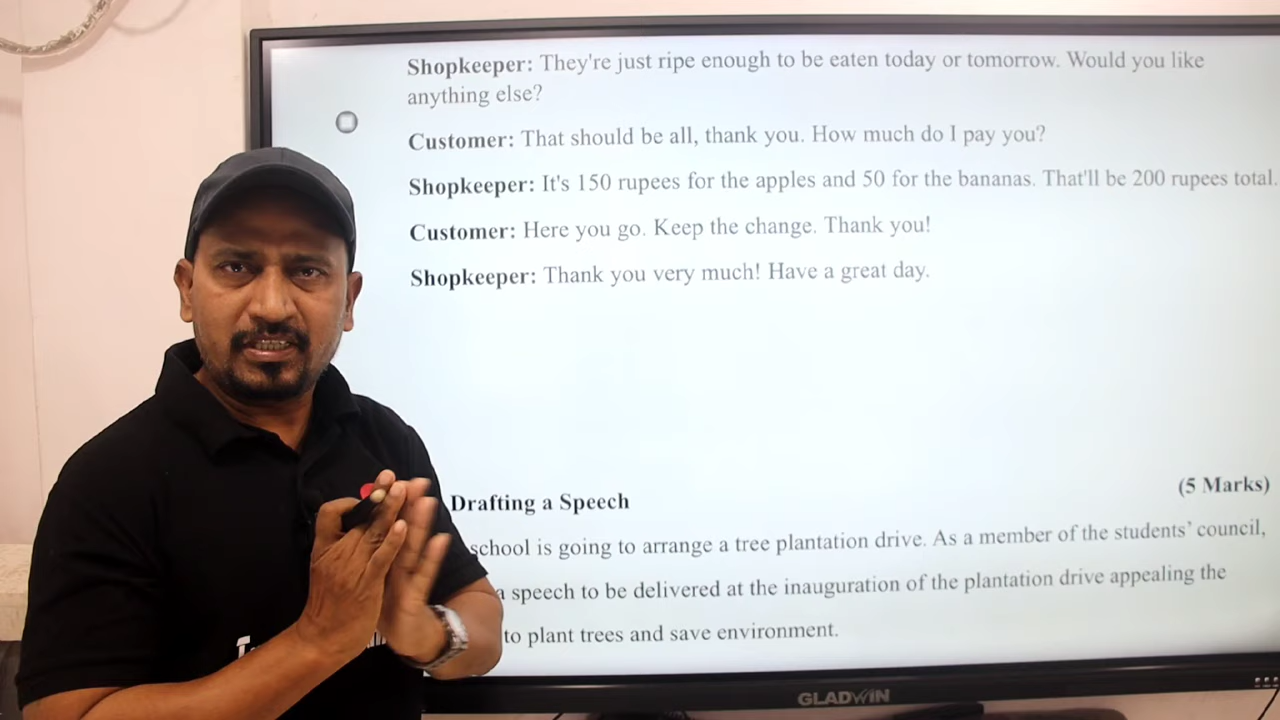 Shopkeeper: They're just ripe enough to be eaten today or tomorrow. Would you like
anything else?
Customer: That should be all, thank you. How much do I pay you?
Shopkeeper: It's 150 rupees for the apples and 50 for the bananas. That'll be 200 rupees total.
Customer: Here you go. Keep the change. Thank you!
Shopkeeper: Thank you very much! Have a great day.
Drafting a Speech (5 Marks)
school is going to arrange a tree plantation drive. As a member of the students' council,
a speech to be delivered at the inauguration of the plantation drive appealing the
to plant trees and save environment.
GLADWIN